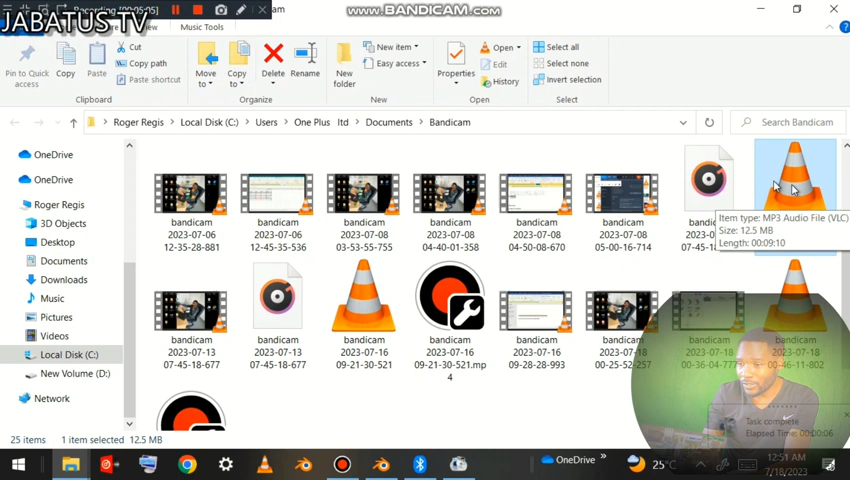 00:05:05
am
www.BANDICAM.com
JABATUS TV
Music Tools
Pin to Quick
access
Copy
Paste
Cut
Copy path
Paste shortcut
Clipboard
Move
to
Copy
to
Delete
Rename
Organize
New
folder
New item
Easy access
New
Properties
Open
Edit
History
Open
Select all
Select none
Invert selection
Select
Roger Regis
Local Disk (C:)
Users
One Plus ltd
Documents
Bandicam
Search Bandicam
OneDrive
OneDrive
Roger Regis
3D Objects
Desktop
Documents
Downloads
Music
Pictures
Videos
Local Disk (C:)
New Volume (D:)
Network
bandicam
2023-07-06
12-35-28-881
bandicam
2023-07-06
12-45-35-536
bandicam
2023-07-08
03-53-55-755
bandicam
2023-07-08
04-40-01-358
bandicam
2023-07-08
04-50-08-670
bandicam
2023-07-08
05-00-16-714
Item type: MP3 Audio File (VLC)
Size: 12.5 MB
Length: 00:09:10
bandicam
2023-07-13
07-45-18-677
bandicam
2023-07-13
07-45-18-677
bandicam
2023-07-16
09-21-30-521
bandicam
2023-07-16
09-21-30-521.mp
4
bandicam
2023-07-16
09-28-28-993
bandicam
2023-07-18
00-25-52-257
bandicam
2023-07-18
00-36-04-777
bandicam
2023-07-18
00-46-11-802
Task complete
Elapsed Time: 00:00:06
25 items
1 item selected 12.5 MB
OneDrive
25°C
12:51 AM
7/18/2023